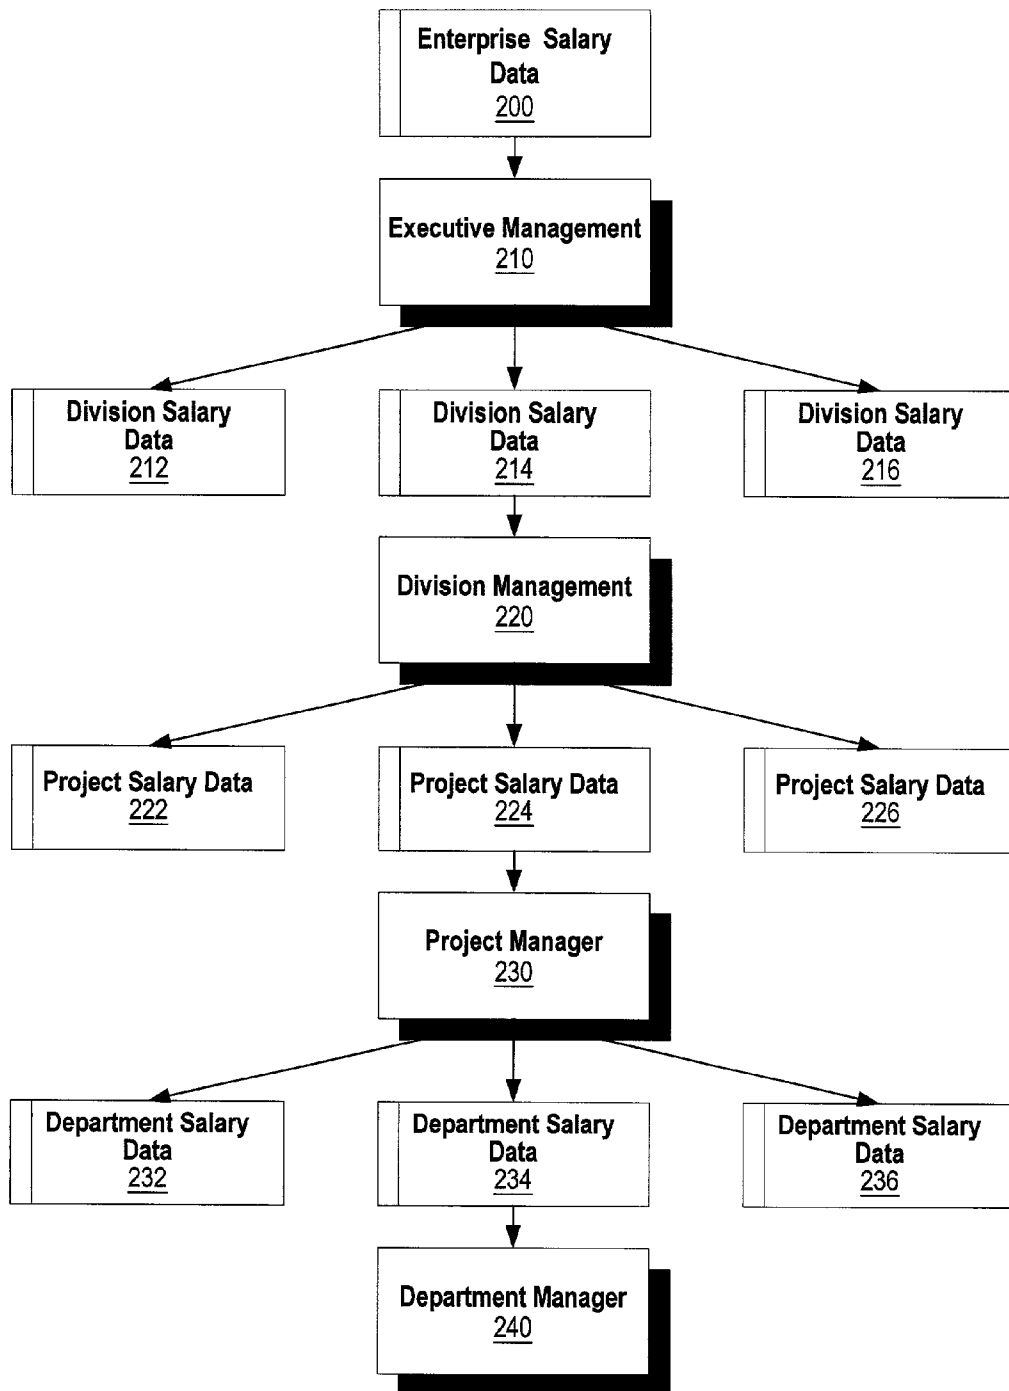 Enterprise Salary
Data
200
Executive Management
210
Division Salary
Data
212
Division Salary
Data
214
Division Salary
Data
216
Division Management
220
Project Salary Data
222
Project Salary Data
224
Project Salary Data
226
Project Manager
230
Department Salary
Data
232
Department Salary
Data
234
Department Salary
Data
236
Department Manager
240